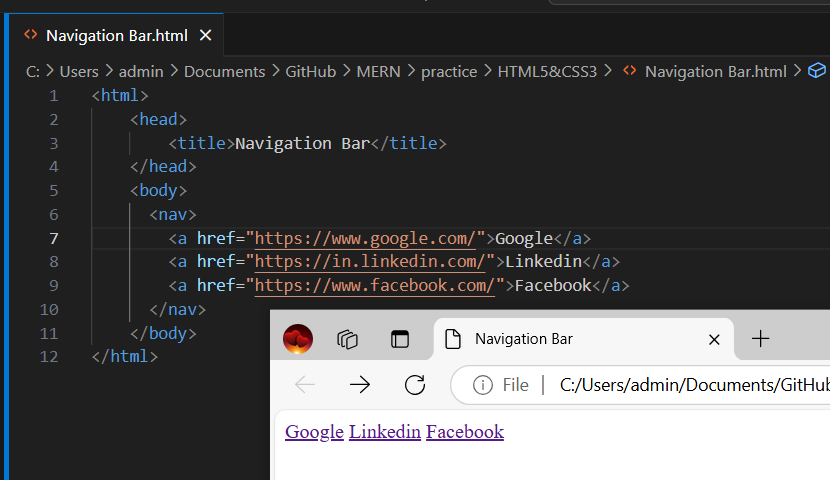 Navigation Bar.html
C: > Users > admin > Documents > GitHub > MERN > practice > HTML5&CSS3 > <> Navigation Bar.html >
1 <html>
2 <head>
3 <title>Navigation Bar</title>
4 </head>
5 <body>
6 <nav>
7 <a href="https://www.google.com/">Google</a>
8 <a href="https://in.linkedin.com/">Linkedin</a>
9 <a href="https://www.facebook.com/">Facebook</a>
10 </nav>
11 </body>
12 </html>
Navigation Bar
File | C:/Users/admin/Documents/GitHub
Google Linkedin Facebook